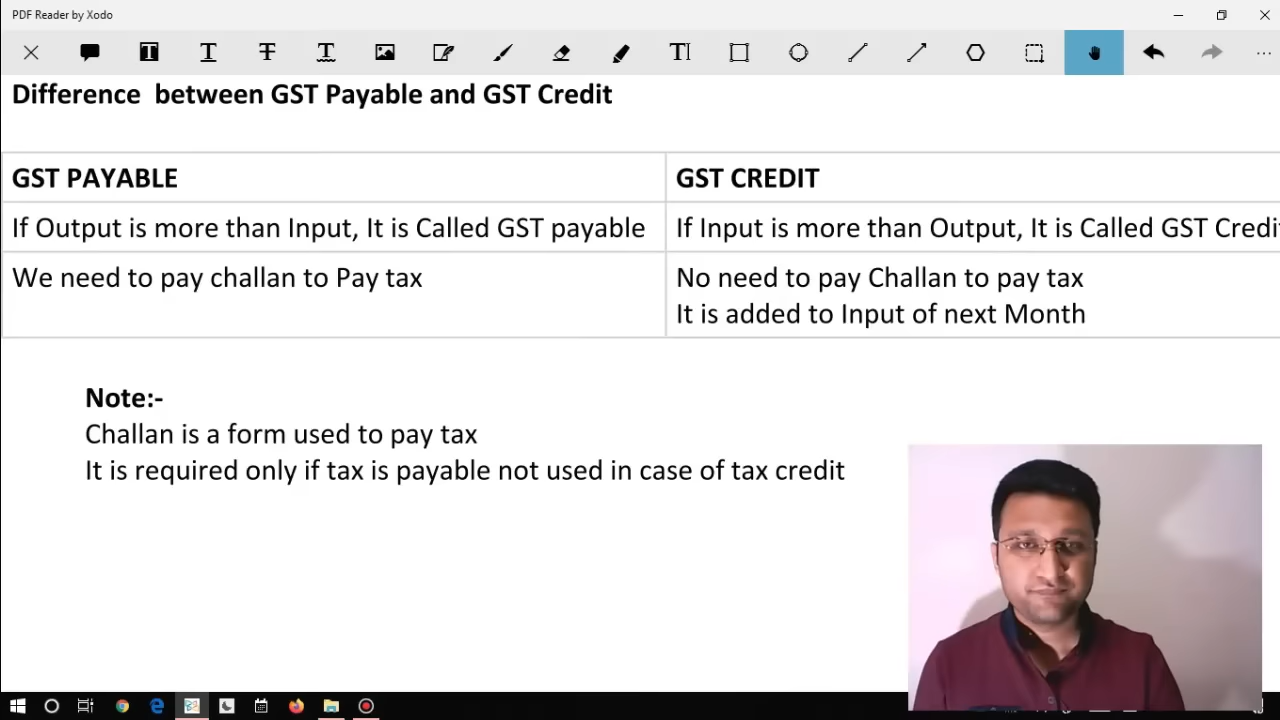 PDF Reader by Xodo
Difference between GST Payable and GST Credit
GST PAYABLE
GST CREDIT
If Output is more than Input, It is Called GST payable
If Input is more than Output, It is Called GST Credi
We need to pay challan to Pay tax
No need to pay Challan to pay tax
It is added to Input of next Month
Note:-
Challan is a form used to pay tax
It is required only if tax is payable not used in case of tax credit